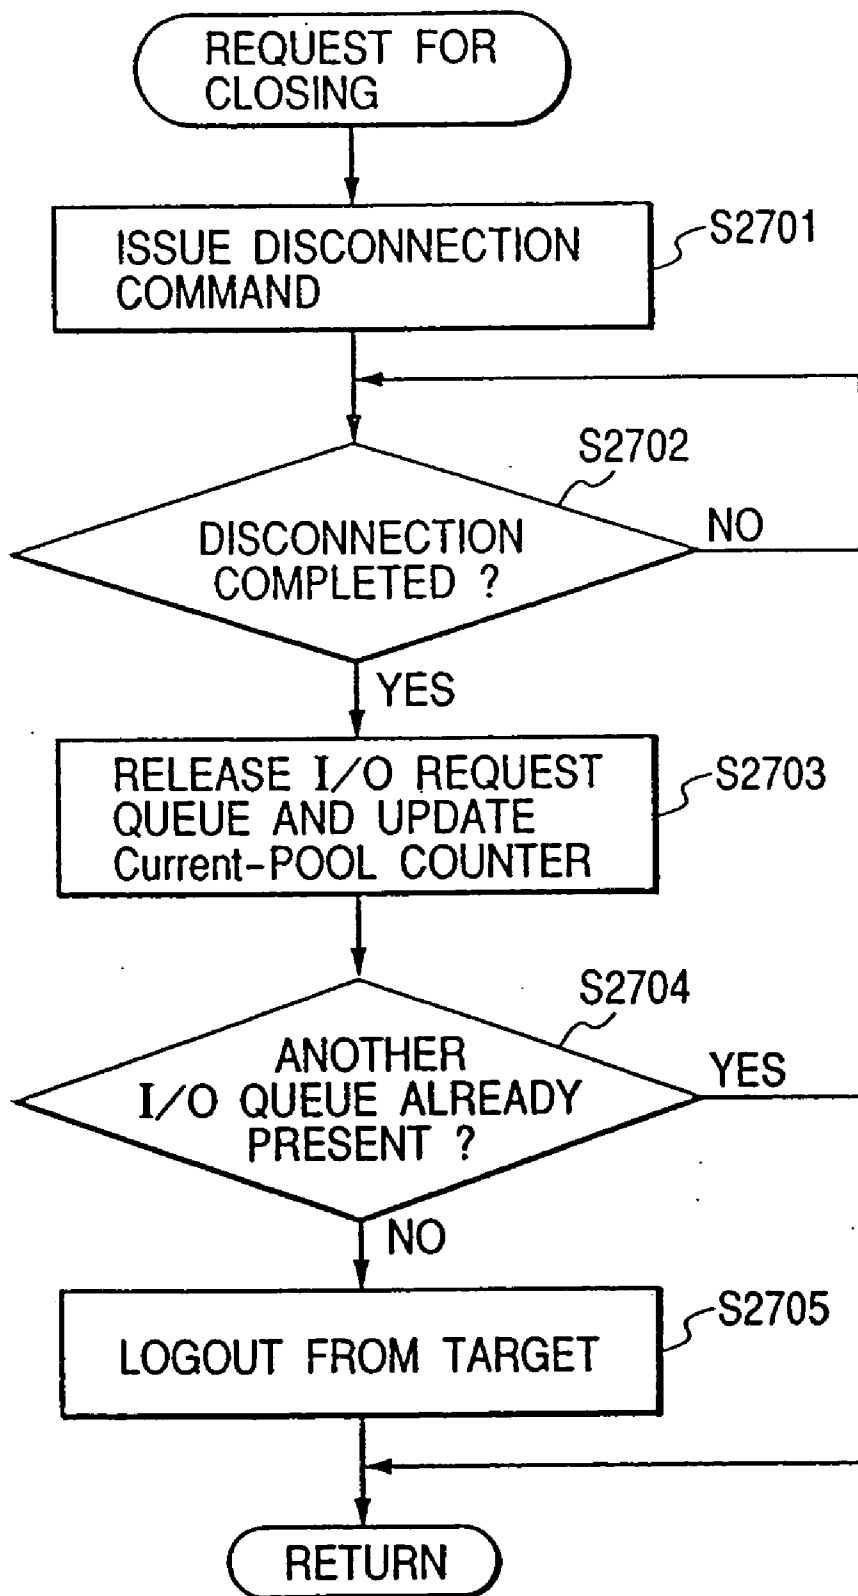 REQUEST FOR
CLOSING
ISSUE DISCONNECTION
COMMAND
S2701
S2702
DISCONNECTION
COMPLETED ?
NO
YES
RELEASE I/O REQUEST
QUEUE AND UPDATE
Current-POOL COUNTER
S2703
S2704
ANOTHER
I/O QUEUE ALREADY
PRESENT ?
YES
NO
LOGOUT FROM TARGET
S2705
RETURN